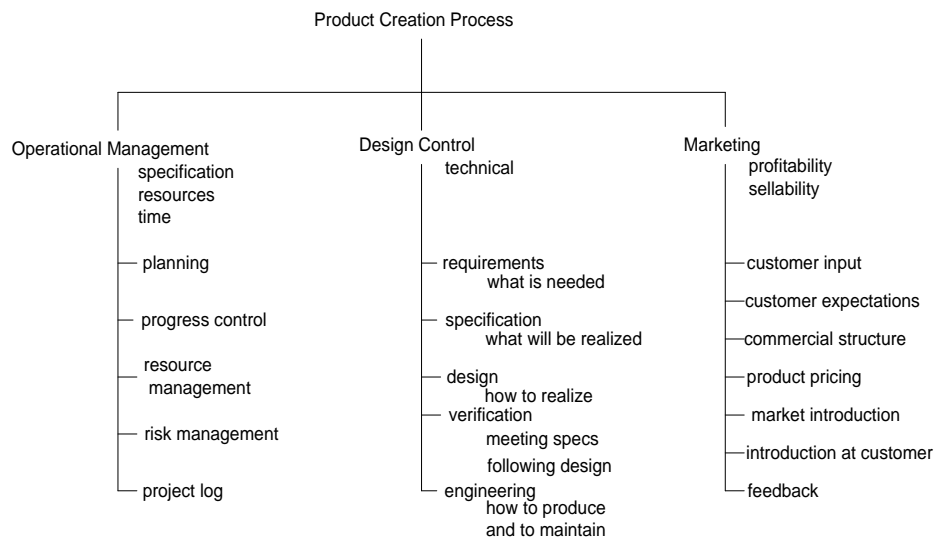 Product Creation Process
Operational Management
specification
resources
time
planning
progress control
resource
management
risk management
project log
Design Control
technical
requirements
what is needed
specification
what will be realized
design
how to realize
verification
meeting specs
following design
engineering
how to produce
and to maintain
Marketing
profitability
sellability
customer input
customer expectations
commercial structure
product pricing
market introduction
introduction at customer
feedback